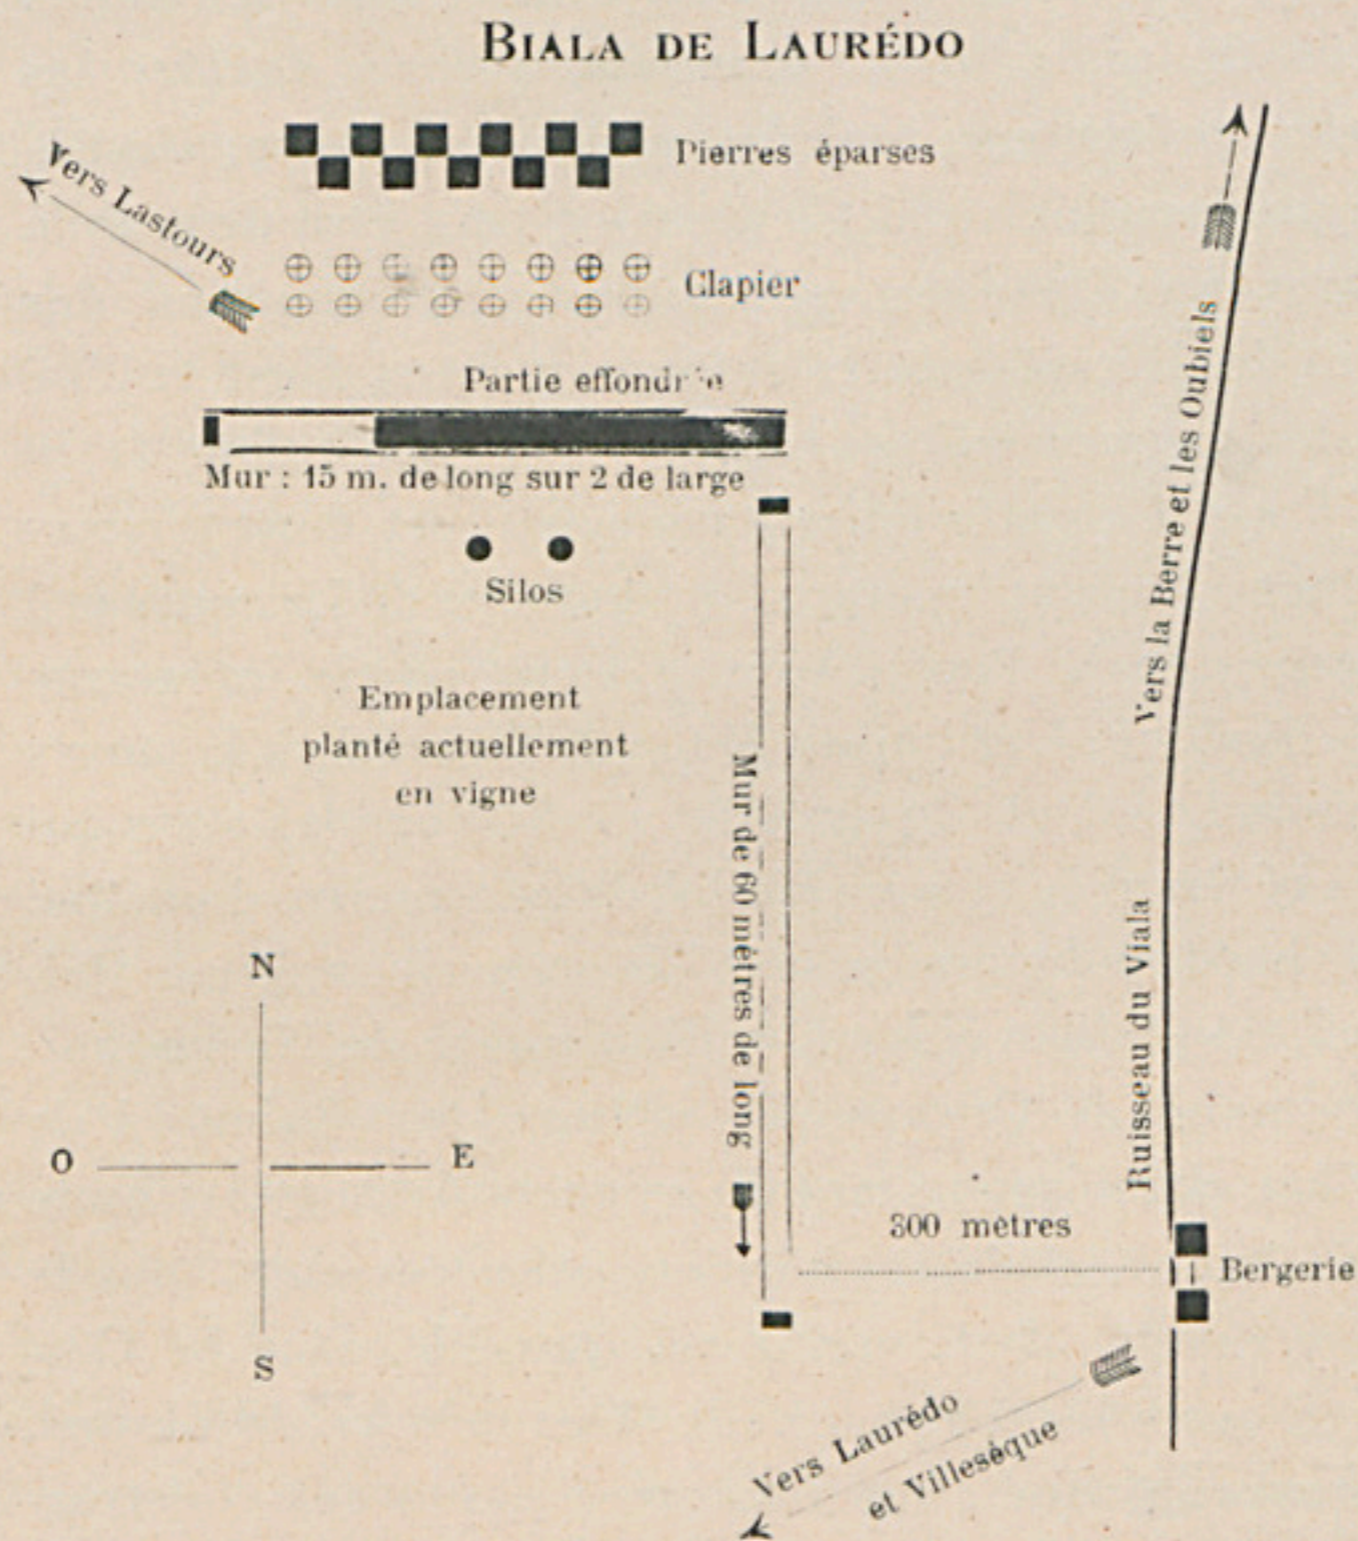 BIALA DE LAURÉDO
Pierres éparses
Vers Lastours
Clapier
Partie effondrée
Mur : 15 m. de long sur 2 de large
Silos
Emplacement
planté actuellement
en vigne
Mur de 60 mètres de long
Vers la Berre et les Oubiels
Ruisseau du Viala
N
O
E
S
300 mètres
Bergerie
Vers Laurédo
et Villesèque